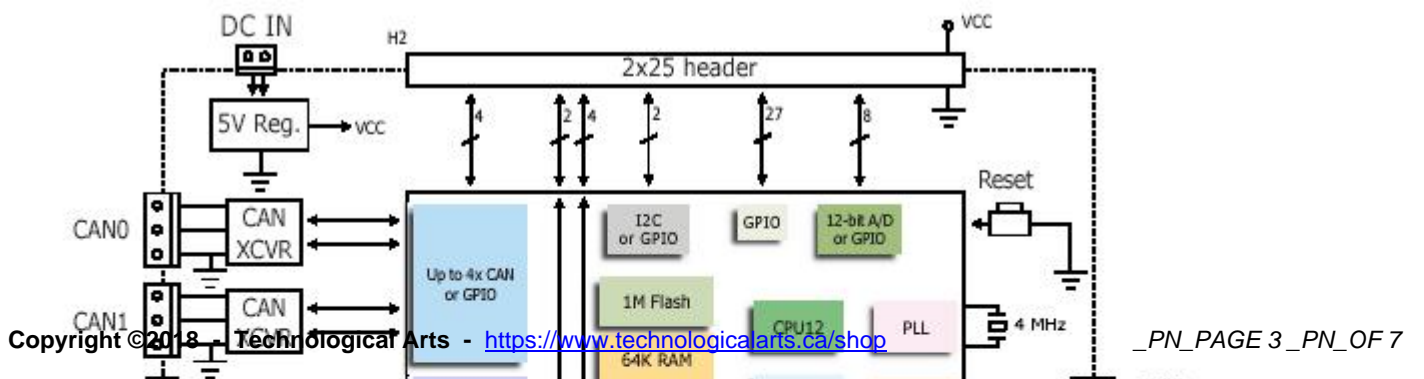 DC IN
H2
VCC
2x25 header
5V Reg.
VCC
4
2
4
2
27
8
Reset
CAN0
CAN
XCVR
I2C
or GPIO
GPIO
12-bit A/D
or GPIO
Up to 4x CAN
or GPIO
1M Flash
CAN1
CAN
XCVR
CPU12
PLL
4 MHz
Copyright ©2018 - Technological Arts - https://www.technologicalarts.ca/shop _PN_PAGE 3 _PN_OF 7
64K RAM